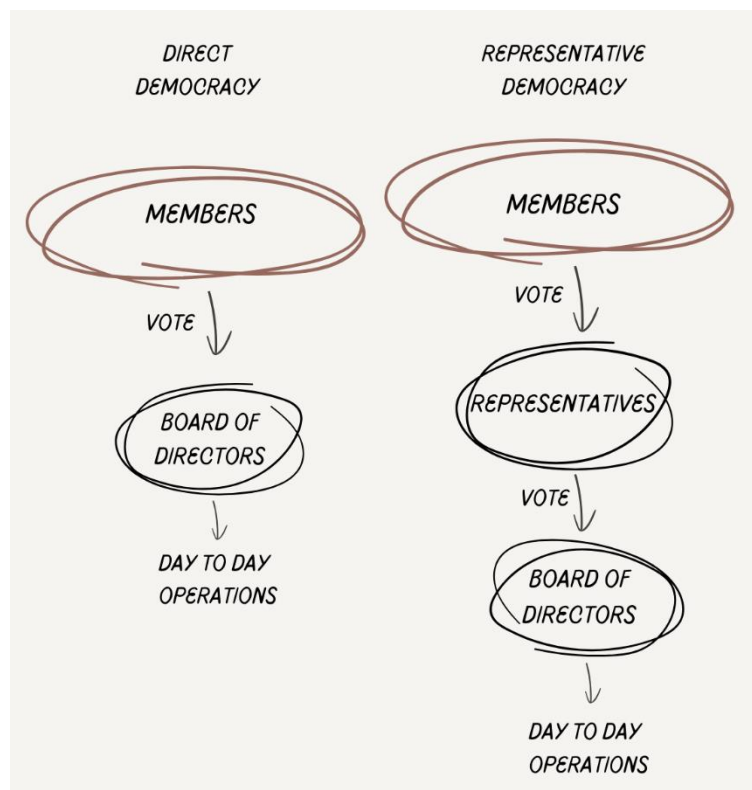 DIRECT
DEMOCRACY
MEMBERS
VOTE
BOARD OF
DIRECTORS
DAY TO DAY
OPERATIONS
REPRESENTATIVE
DEMOCRACY
MEMBERS
VOTE
REPRESENTATIVES
VOTE
BOARD OF
DIRECTORS
DAY TO DAY
OPERATIONS